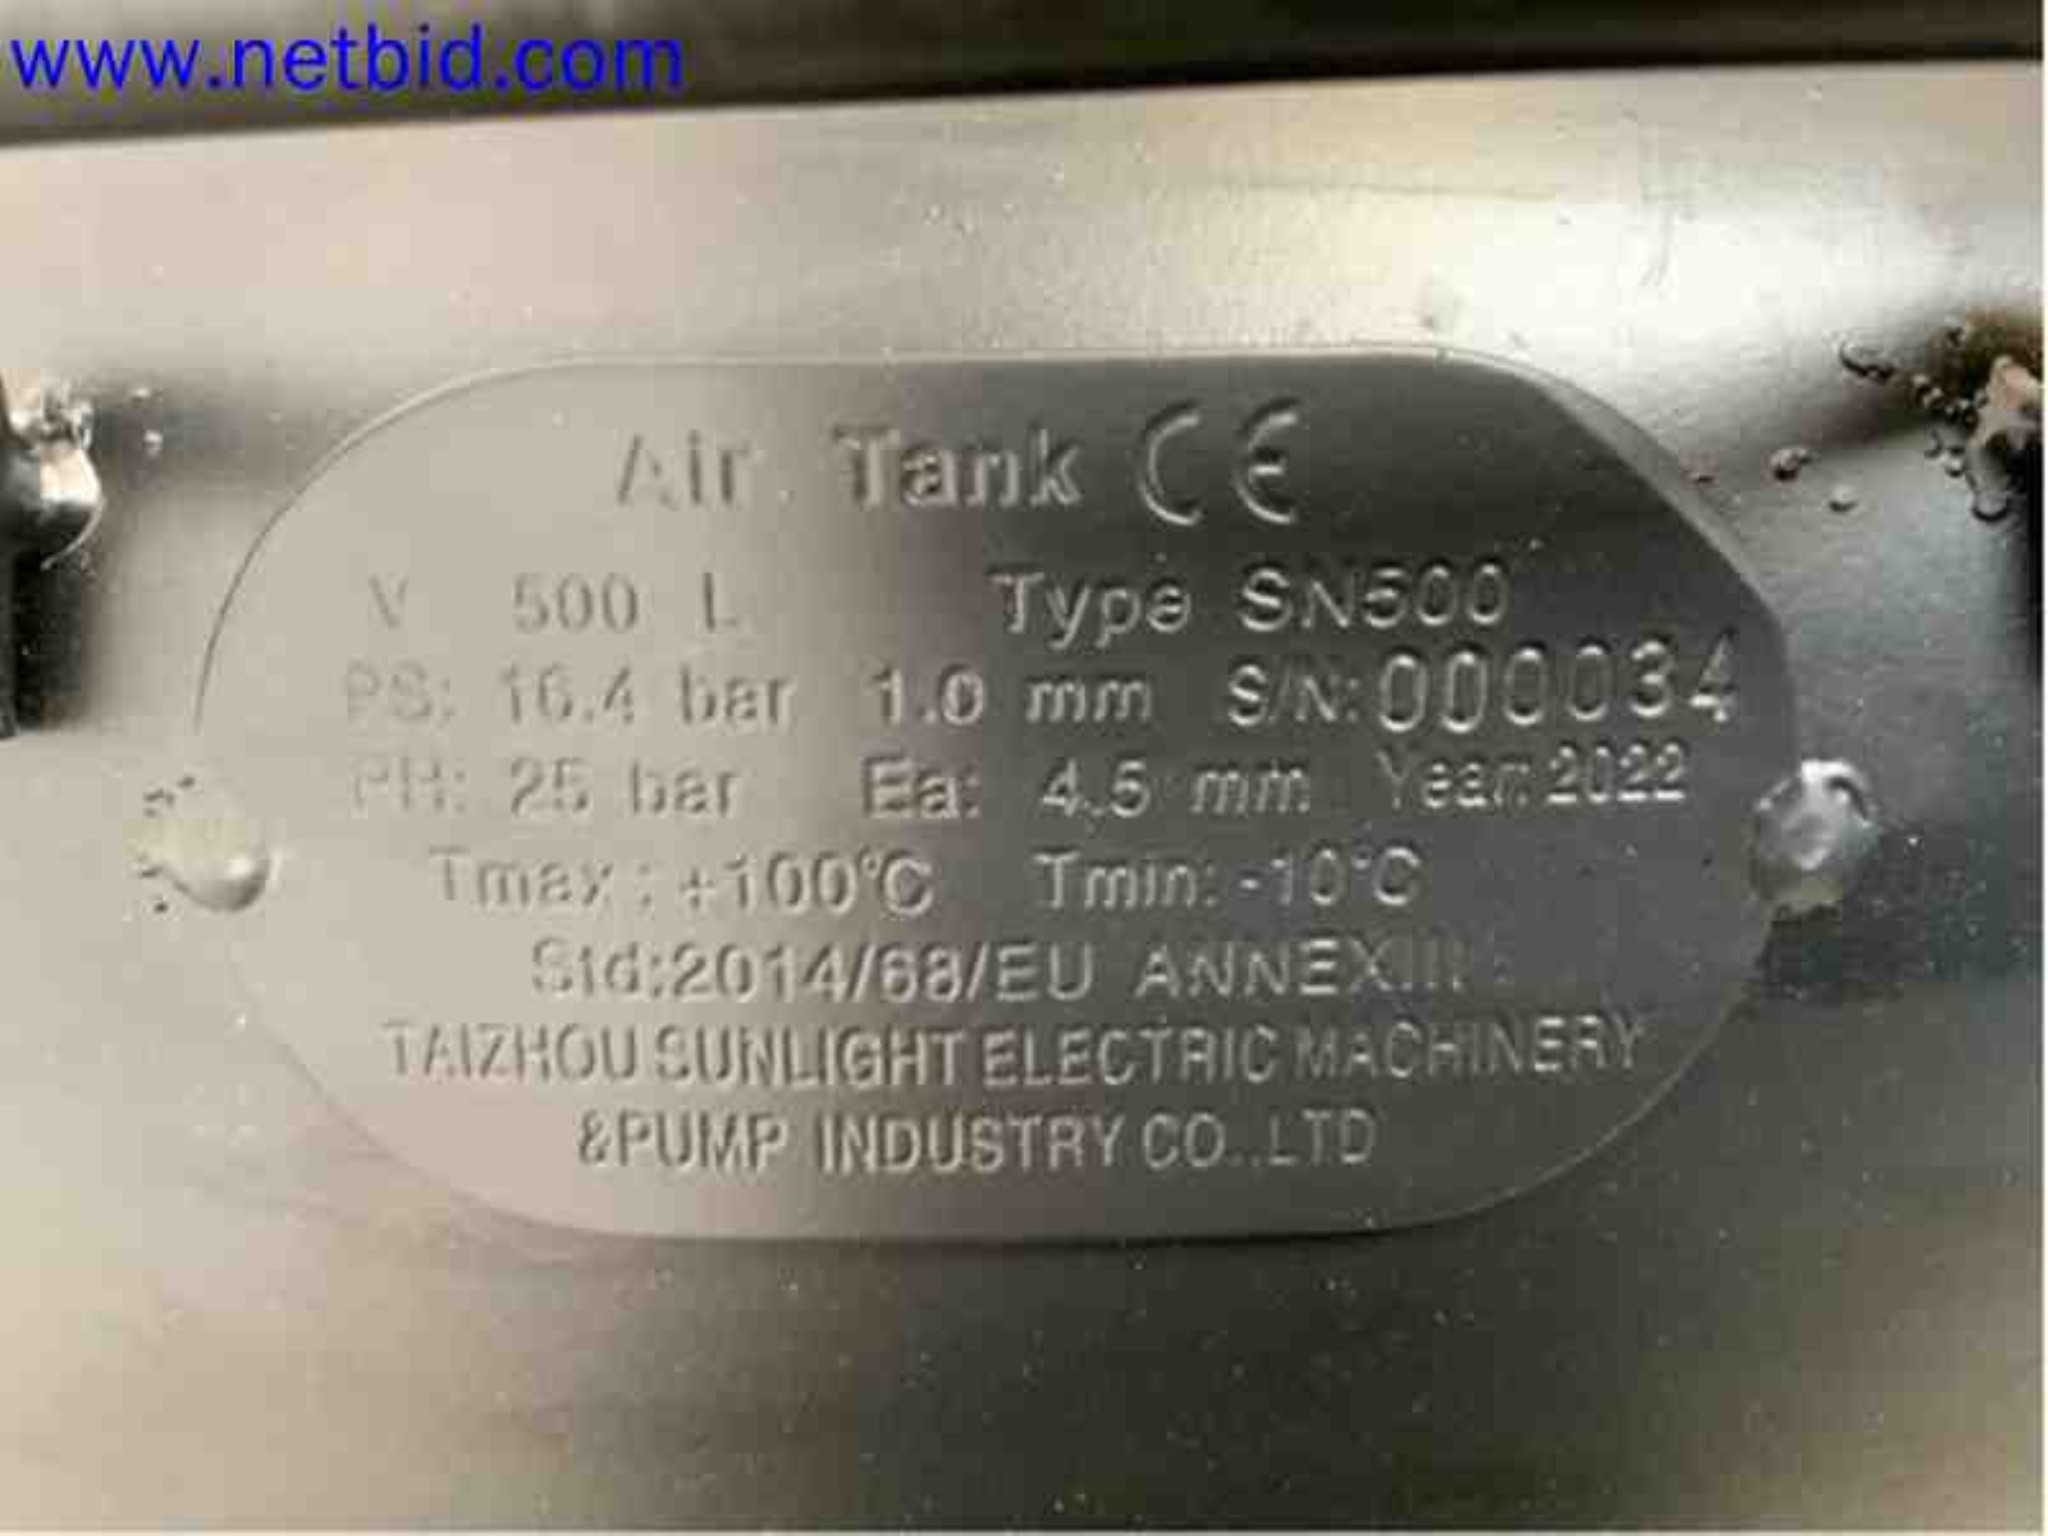 www.netbid.com
Air Tank CE
V 500 L Type SN500
PS: 16.4 bar 1.0 mm S/N: 000034
PH: 25 bar Ea: 4.5 mm Year: 2022
Tmax: +100°C Tmin: -10°C
Std:2014/68/EU ANNEXIII
TAIZHOU SUNLIGHT ELECTRIC MACHINERY
&PUMP INDUSTRY CO.,LTD